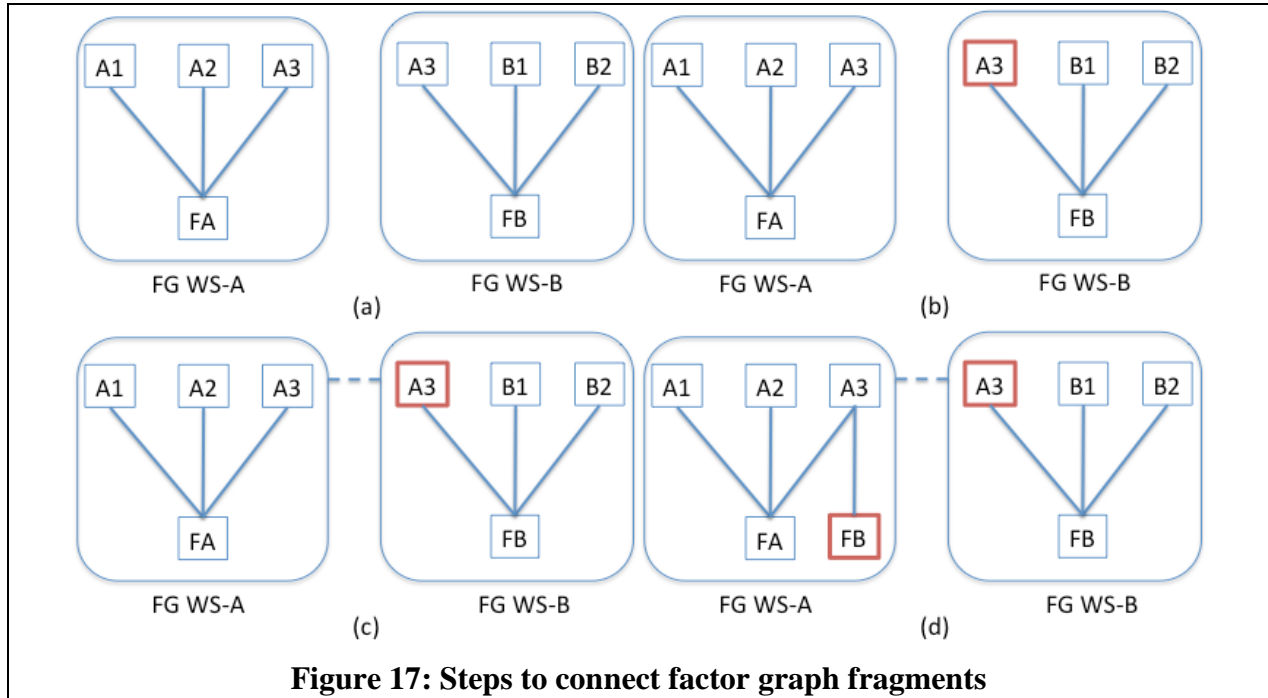 A1 A2 A3 A3 B1 B2 A1 A2 A3 A3 B1 B2
FA FB FA FB
FG WS-A FG WS-B FG WS-A FG WS-B
(a) (b)
A1 A2 A3 A3 B1 B2 A1 A2 A3 A3 B1 B2
FA FB FA FB FB
FG WS-A FG WS-B FG WS-A FG WS-B
(c) (d)
Figure 17: Steps to connect factor graph fragments